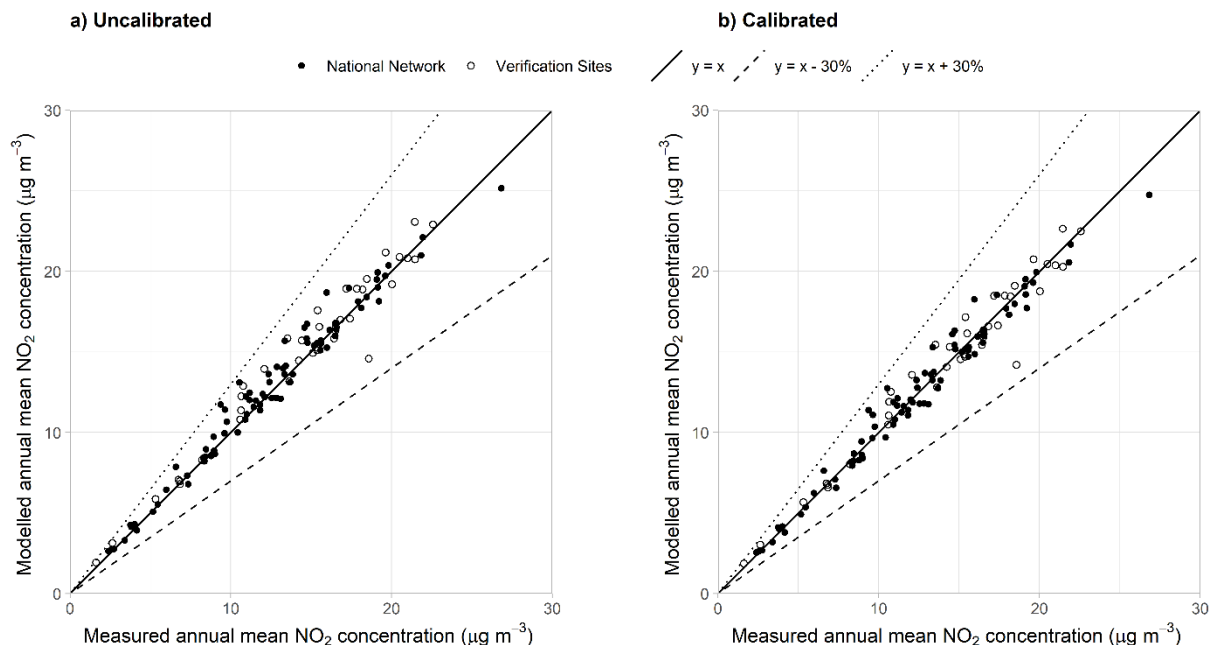 a) Uncalibrated
b) Calibrated
National Network
Verification Sites
y = x
y = x - 30%
y = x + 30%
Modelled annual mean NO₂ concentration (μg m⁻³)
30
20
10
0
0
10
20
30
Measured annual mean NO₂ concentration (μg m⁻³)
Modelled annual mean NO₂ concentration (μg m⁻³)
30
20
10
0
0
10
20
30
Measured annual mean NO₂ concentration (μg m⁻³)